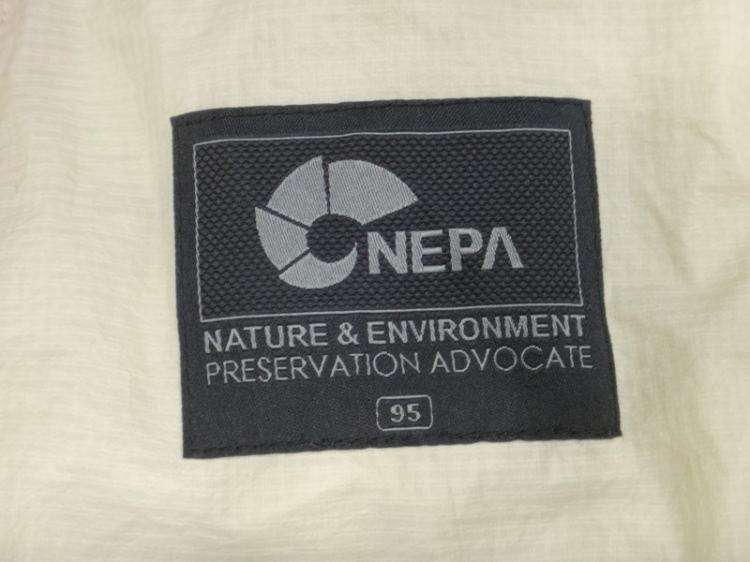 NEPA
NATURE & ENVIRONMENT
PRESERVATION ADVOCATE
95